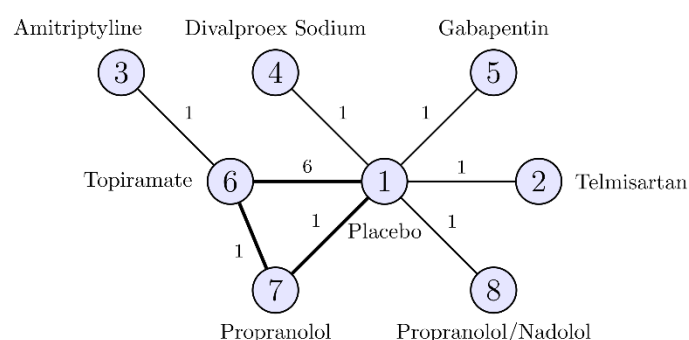 Amitriptyline Divalproex Sodium Gabapentin
3 4 5
1 1 1
6 1
Topiramate 6 1 2 Telmisartan
1 1 1
Placebo
7 8
Propranolol Propranolol/Nadolol